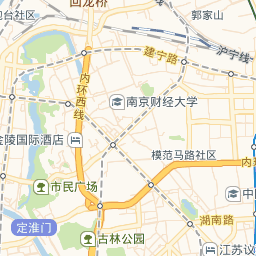 回龙桥
郭家山
包台社区
建宁路
沪宁线
内环西线
南京财经大学
金陵国际酒店
模范马路社区
内环
市民广场
中
定淮门
湖南路
古林公园
江苏议